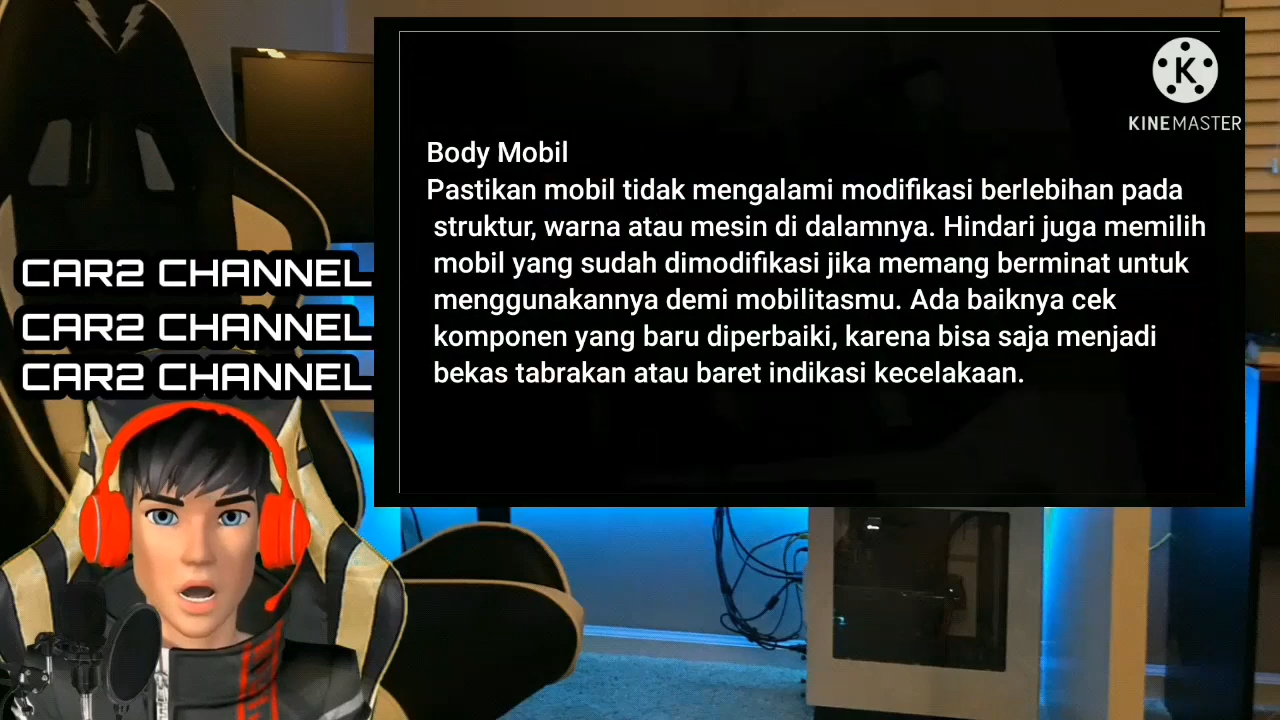 Body Mobil
Pastikan mobil tidak mengalami modifikasi berlebihan pada
struktur, warna atau mesin di dalamnya. Hindari juga memilih
mobil yang sudah dimodifikasi jika memang berminat untuk
menggunakannya demi mobilitasmu. Ada baiknya cek
komponen yang baru diperbaiki, karena bisa saja menjadi
bekas tabrakan atau baret indikasi kecelakaan.
K
KINEMASTER
CAR2 CHANNEL
CAR2 CHANNEL
CAR2 CHANNEL